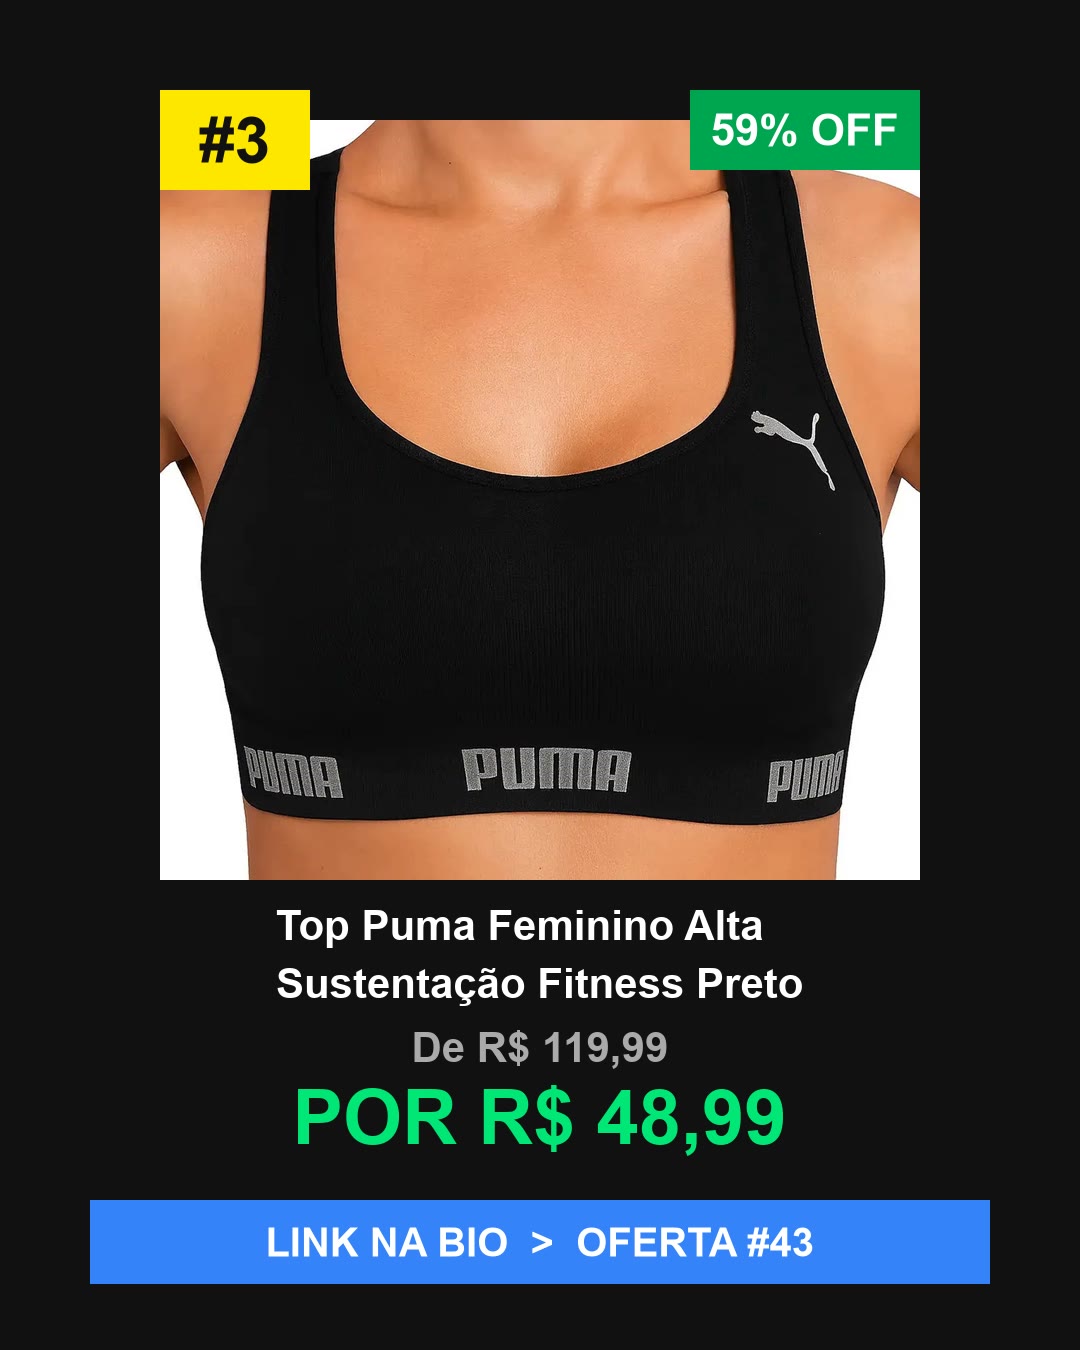 #3
59% OFF
PUMA PUMA PUMA
Top Puma Feminino Alta
Sustentação Fitness Preto
De R$ 119,99
POR R$ 48,99
LINK NA BIO > OFERTA #43